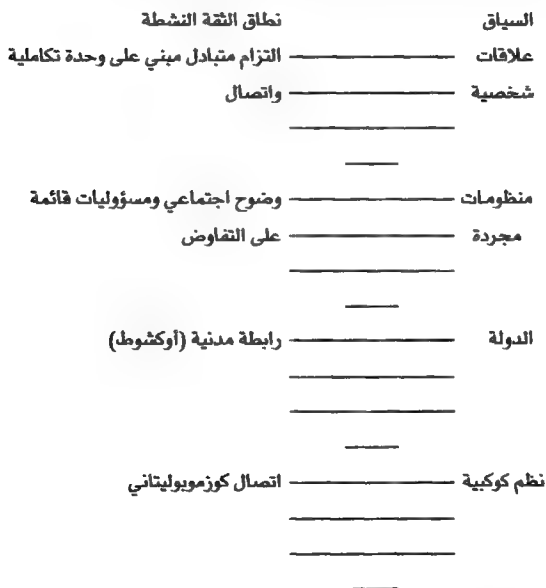 السياق نطاق الثقة النشطة
علاقات التزام متبادل مبني على وحدة تكاملية
شخصية واتصال
منظومات وضوح اجتماعي ومسؤوليات قائمة
مجردة على التفاوض
الدولة رابطة مدنية (أوكشوط)
نظم كوكبية اتصال كوزموبوليتاني